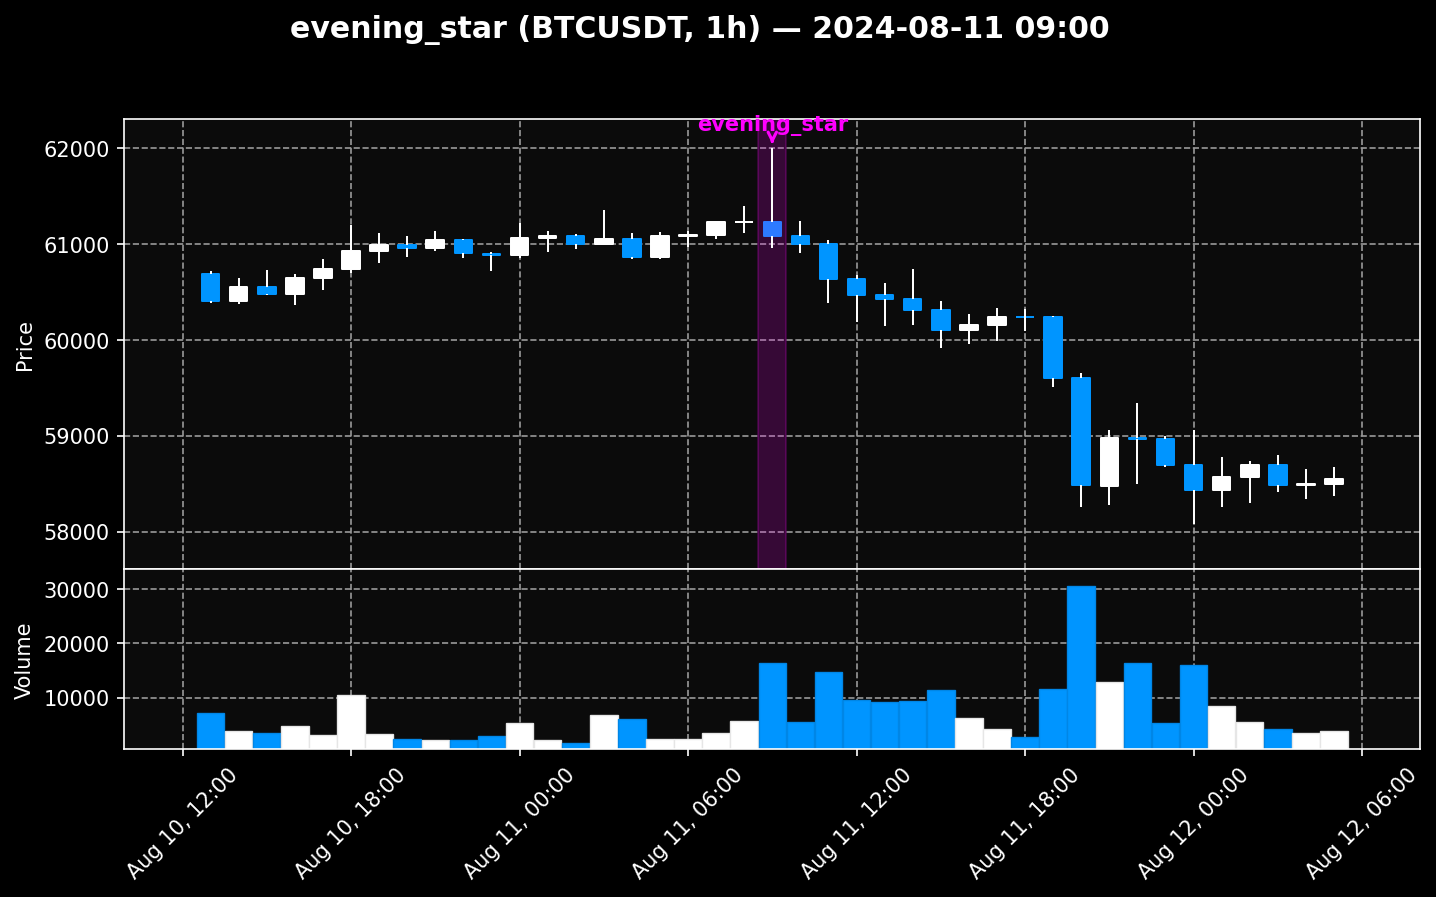 evening_star (BTCUSDT, 1h) — 2024-08-11 09:00
evening_star
62000
61000
60000
59000
58000
Price
30000
20000
10000
Volume
Aug 10, 12:00
Aug 10, 18:00
Aug 11, 00:00
Aug 11, 06:00
Aug 11, 12:00
Aug 11, 18:00
Aug 12, 00:00
Aug 12, 06:00